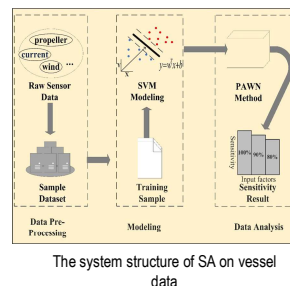 propeller
current
wind ...
Raw Sensor
Data
Sample
Dataset
Data Pre-
Processing
SVM
Modeling
Training
Sample
Modeling
PAWN
Method
Sensitivity
100%
90%
80%
Input factors
Sensitivity
Result
Data Analysis
The system structure of SA on vessel
data